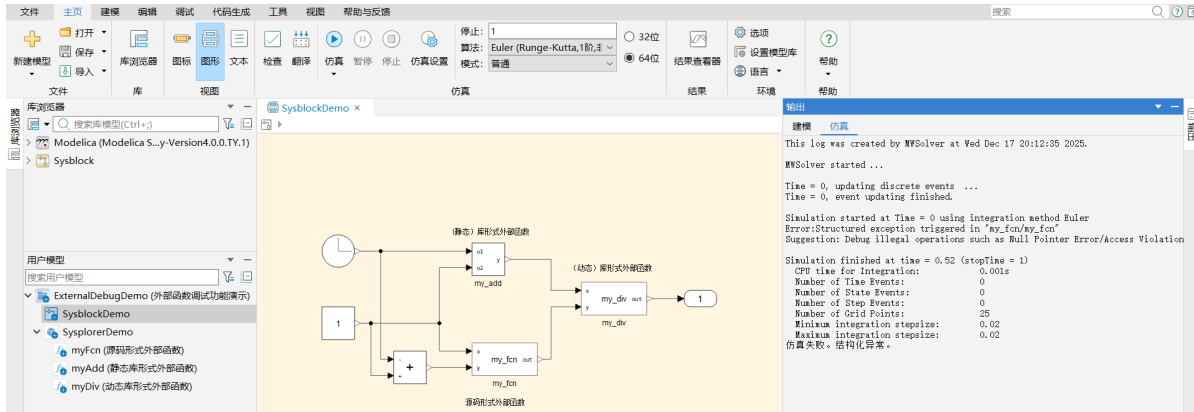 文件 主页 建模 编辑 调试 代码生成 工具 视图 帮助与反馈 搜索
新建模型 打开 保存 导入
文件
库浏览器
库
图标 图形 文本
视图
检查 翻译 仿真 暂停 停止 仿真设置
停止: 1
算法: Euler (Runge-Kutta,1阶,
模式: 普通
32位
64位
仿真
结果查看器
结果
选项
设置模型库
语言
环境
帮助
帮助
库浏览器
库浏览器
搜索库模型(Ctrl+;)
Modelica (Modelica S...y-Version4.0.0.TY.1)
Sysblock
用户模型
搜索用户模型
ExternalDebugDemo (外部函数调试功能演示)
SysblockDemo
SysplorerDemo
myFcn (源码形式外部函数)
myAdd (静态库形式外部函数)
myDiv (动态库形式外部函数)
SysblockDemo ×
(静态）库形式外部函数
u1
u2
y
my_add
（动态）库形式外部函数
x
y
my_div out
my_div
1
1
-
+
+
x
y
my_fcn out
my_fcn
源码形式外部函数
输出
建模 仿真
This log was created by MWSolver at Wed Dec 17 20:12:35 2025.
MWSolver started ...
Time = 0, updating discrete events ...
Time = 0, event updating finished.
Simulation started at Time = 0 using integration method Euler
Error:Structured exception triggered in "my_fcn/my_fcn"
Suggestion: Debug illegal operations such as Null Pointer Error/Access Violation
Simulation finished at time = 0.52 (stopTime = 1)
CPU time for Integration: 0.001s
Number of Time Events: 0
Number of State Events: 0
Number of Step Events: 0
Number of Grid Points: 25
Minimum integration stepsize: 0.02
Maximum integration stepsize: 0.02
仿真失败。结构化异常。